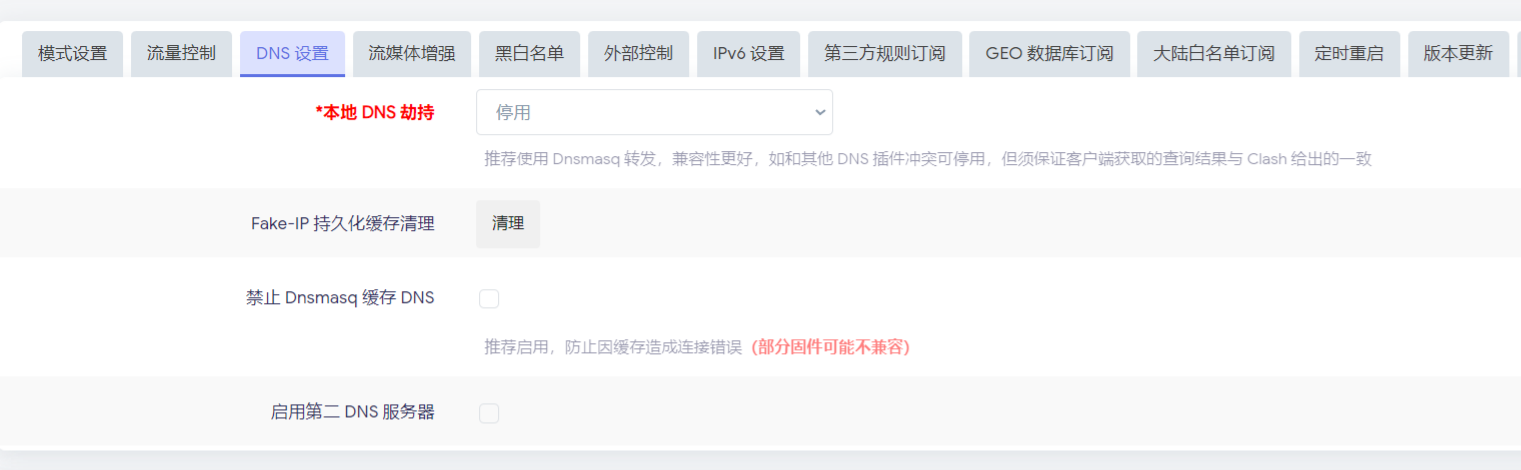 模式设置 流量控制 DNS 设置 流媒体增强 黑白名单 外部控制 IPv6 设置 第三方规则订阅 GEO 数据库订阅 大陆白名单订阅 定时重启 版本更新
*本地 DNS 劫持 停用
推荐使用 Dnsmasq 转发，兼容性更好，如和其他 DNS 插件冲突可停用，但须保证客户端获取的查询结果与 Clash 给出的一致
Fake-IP 持久化缓存清理 清理
禁止 Dnsmasq 缓存 DNS
推荐启用，防止因缓存造成连接错误 (部分固件可能不兼容)
启用第二 DNS 服务器